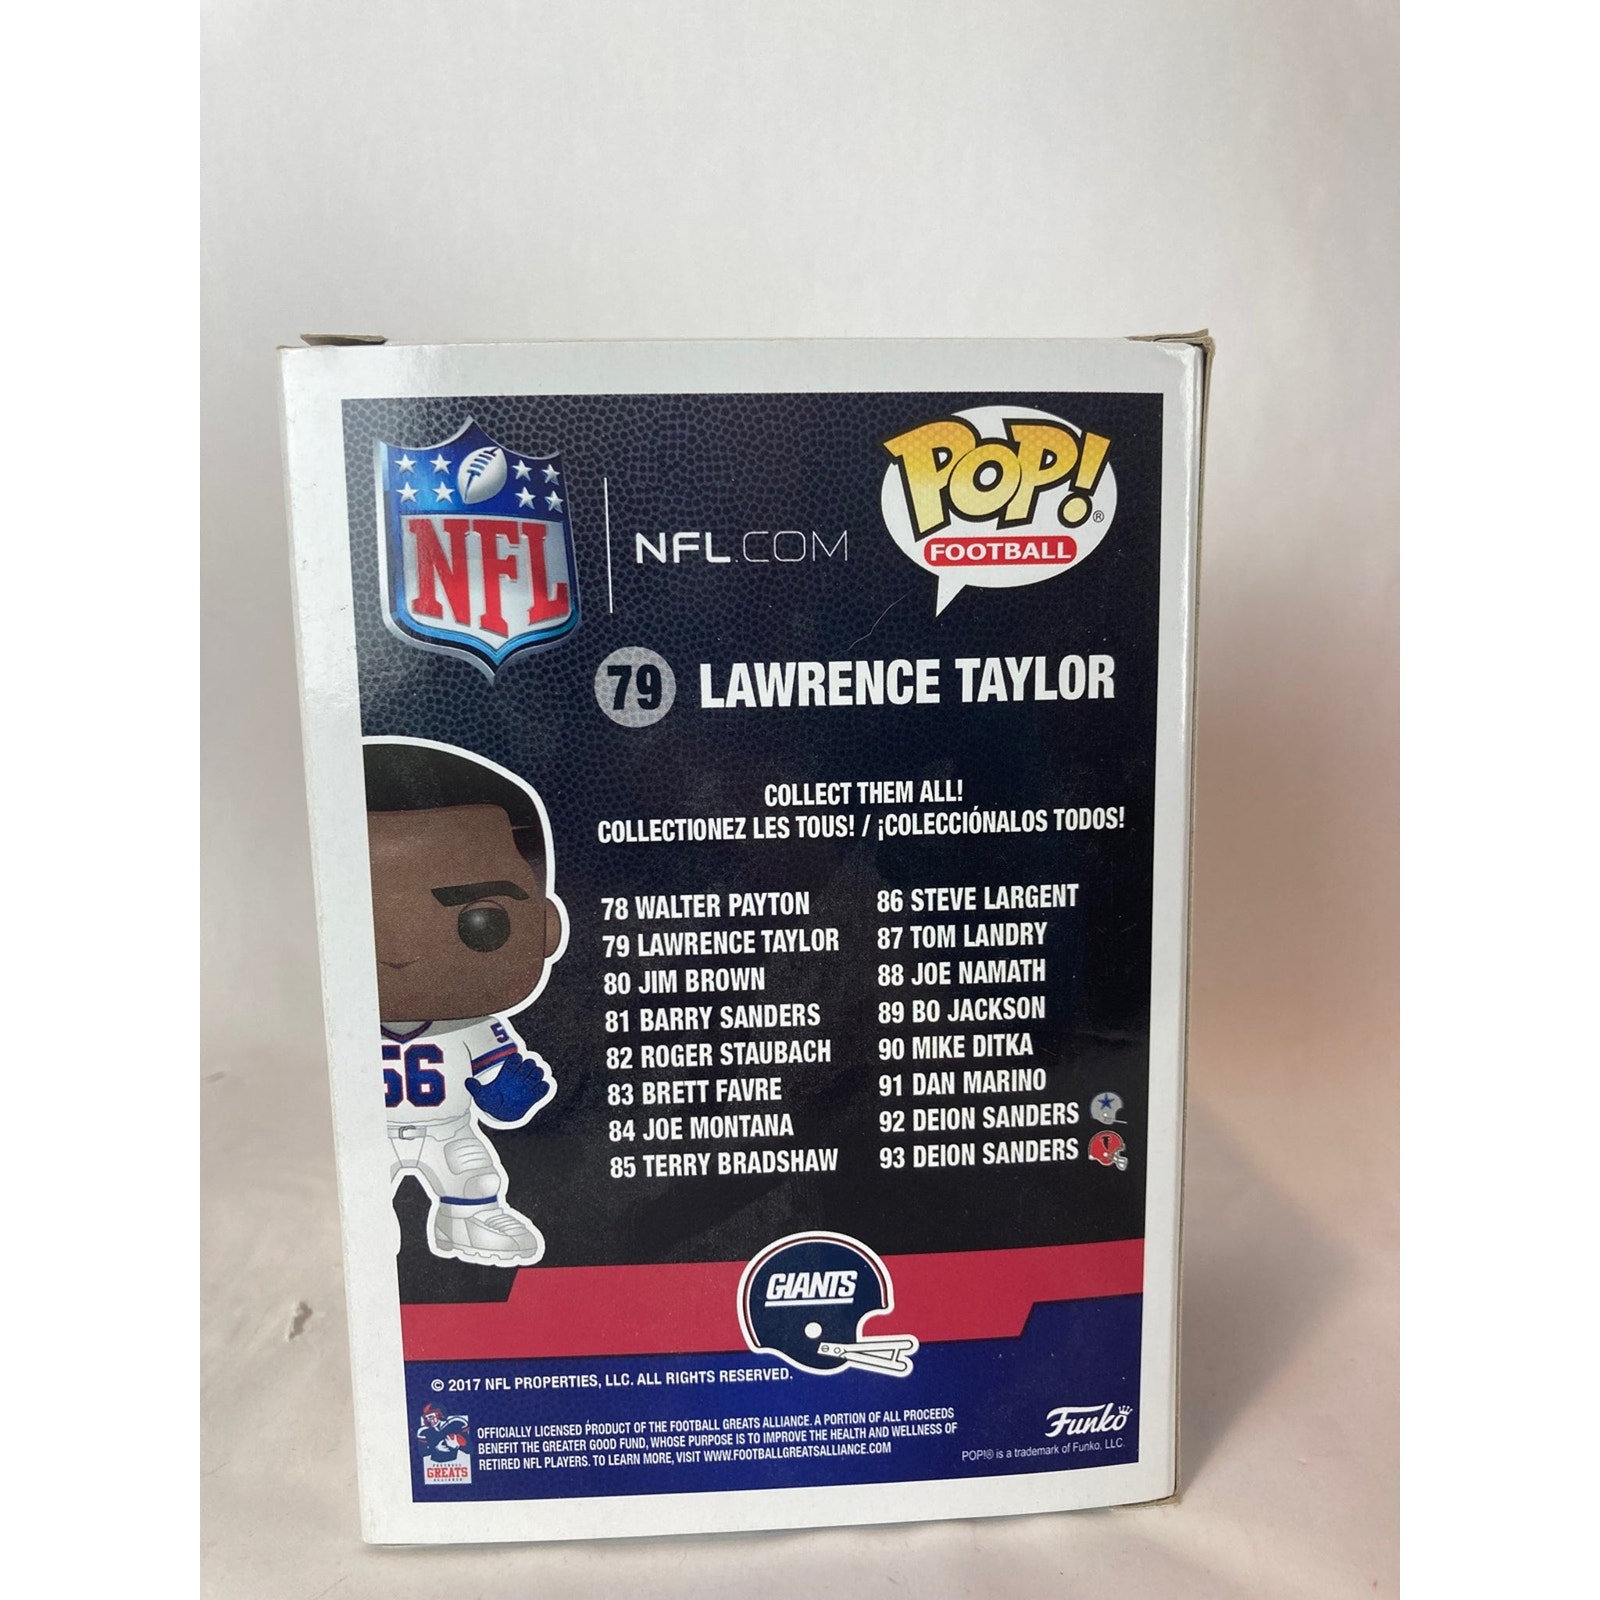 NFL
NFL.COM
POP!®
FOOTBALL
79 LAWRENCE TAYLOR
COLLECT THEM ALL!
COLLECTIONEZ LES TOUS! / ¡COLECCIÓNALOS TODOS!
78 WALTER PAYTON
79 LAWRENCE TAYLOR
80 JIM BROWN
81 BARRY SANDERS
82 ROGER STAUBACH
83 BRETT FAVRE
84 JOE MONTANA
85 TERRY BRADSHAW
86 STEVE LARGENT
87 TOM LANDRY
88 JOE NAMATH
89 BO JACKSON
90 MIKE DITKA
91 DAN MARINO
92 DEION SANDERS
93 DEION SANDERS
5
56
GIANTS
© 2017 NFL PROPERTIES, LLC. ALL RIGHTS RESERVED.
OFFICIALLY LICENSED PRODUCT OF THE FOOTBALL GREATS ALLIANCE. A PORTION OF ALL PROCEEDS
BENEFIT THE GREATER GOOD FUND, WHOSE PURPOSE IS TO IMPROVE THE HEALTH AND WELLNESS OF
RETIRED NFL PLAYERS. TO LEARN MORE, VISIT WWW.FOOTBALLGREATSALLIANCE.COM
FOOTBALL
GREATS
ALLIANCE
Funko
POP!® is a trademark of Funko, LLC.